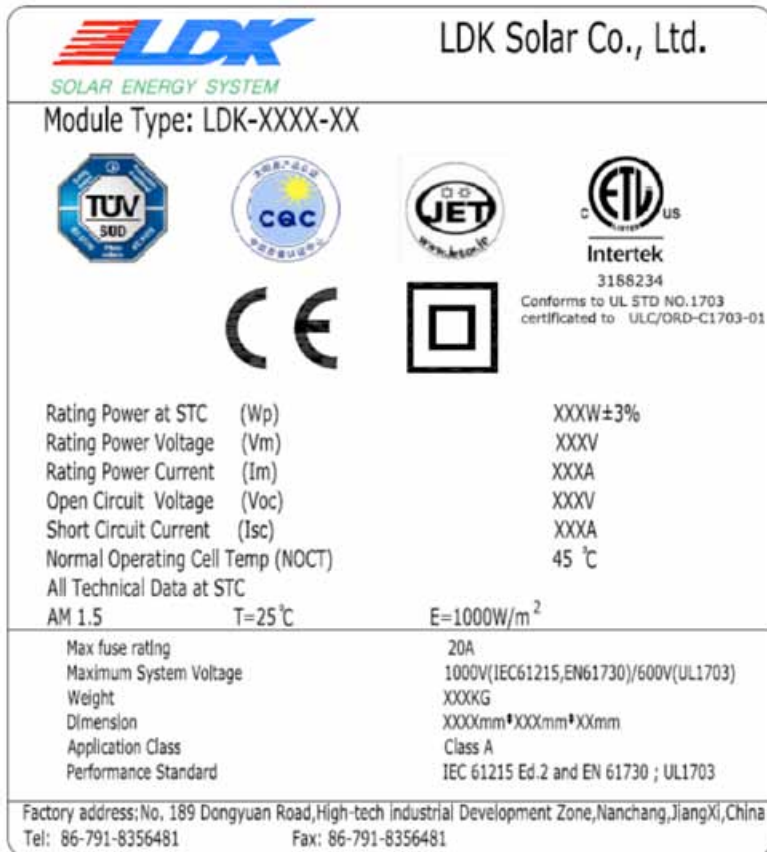 LDK
LDK Solar Co., Ltd.
SOLAR ENERGY SYSTEM
Module Type: LDK-XXXX-XX
TÜV
SUD
CQC
JET
ETL
C US
LISTED
Intertek
3188234
Conforms to UL STD NO.1703
certificated to ULC/ORD-C1703-01
CE
Rating Power at STC (Wp) XXXW±3%
Rating Power Voltage (Vm) XXXV
Rating Power Current (Im) XXXA
Open Circuit Voltage (Voc) XXXV
Short Circuit Current (Isc) XXXA
Normal Operating Cell Temp (NOCT) 45 ℃
All Technical Data at STC
AM 1.5 T=25℃ E=1000W/m²
Max fuse rating 20A
Maximum System Voltage 1000V(IEC61215,EN61730)/600V(UL1703)
Weight XXXKG
Dimension XXXXmm*XXXmm*XXmm
Application Class Class A
Performance Standard IEC 61215 Ed.2 and EN 61730 ; UL1703
Factory address:No. 189 Dongyuan Road,High-tech industrial Development Zone,Nanchang,JiangXi,China
Tel: 86-791-8356481 Fax: 86-791-8356481